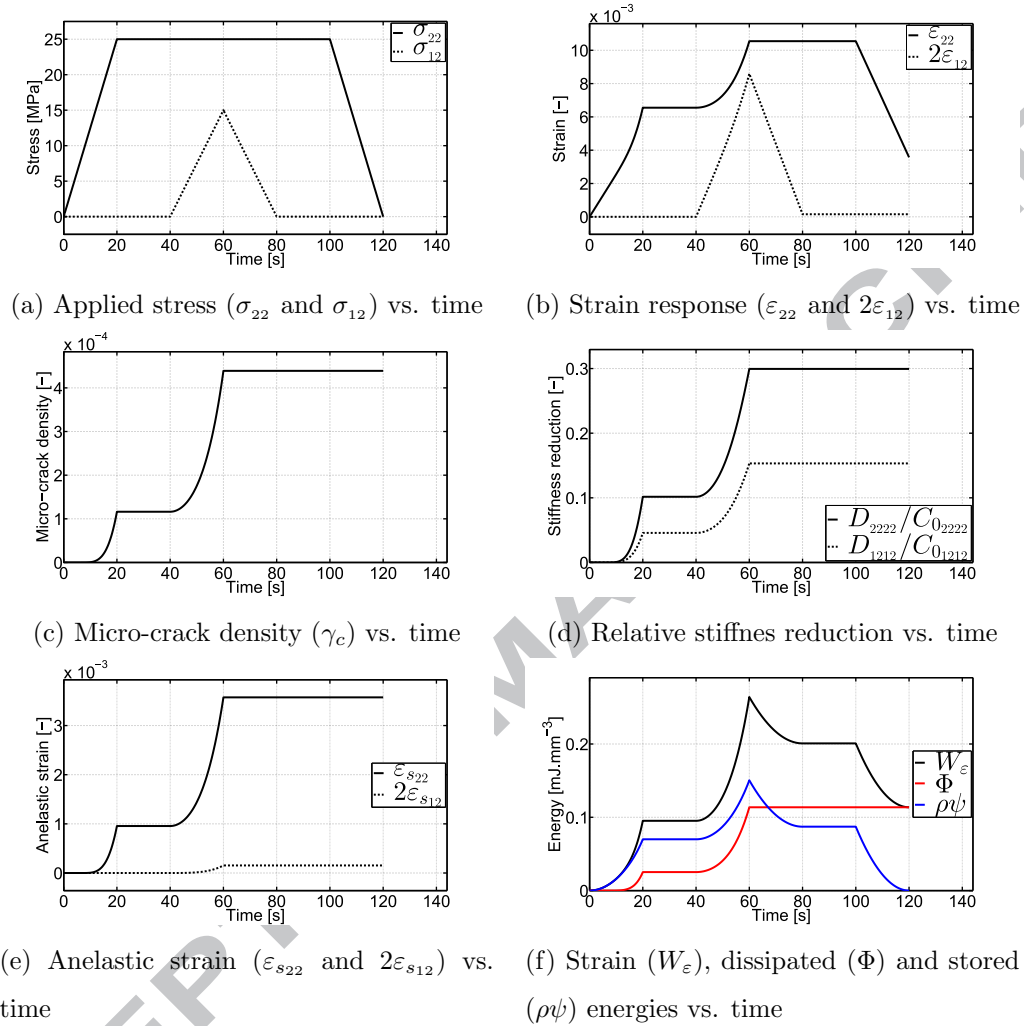 Stress [MPa]
25
20
15
10
5
0
0 20 40 60 80 100 120 140
Time [s]
σ22
σ12
(a) Applied stress (σ22 and σ12) vs. time
x 10−3
Strain [−]
10
8
6
4
2
0
0 20 40 60 80 100 120 140
Time [s]
ε22
2ε12
(b) Strain response (ε22 and 2ε12) vs. time
x 10−4
Micro−crack density [−]
4
3
2
1
0
0 20 40 60 80 100 120 140
Time [s]
(c) Micro-crack density (γc) vs. time
Stiffness reduction [−]
0.3
0.2
0.1
0
0 20 40 60 80 100 120 140
Time [s]
D2222/C02222
D1212/C01212
(d) Relative stiffnes reduction vs. time
x 10−3
Anelastic strain [−]
3
2
1
0
0 20 40 60 80 100 120 140
Time [s]
εs22
2εs12
(e) Anelastic strain (εs22 and 2εs12) vs.
time
Energy [mJ.mm−3]
0.2
0.1
0
0 20 40 60 80 100 120 140
Time [s]
Wε
Φ
ρψ
(f) Strain (Wε), dissipated (Φ) and stored
(ρψ) energies vs. time